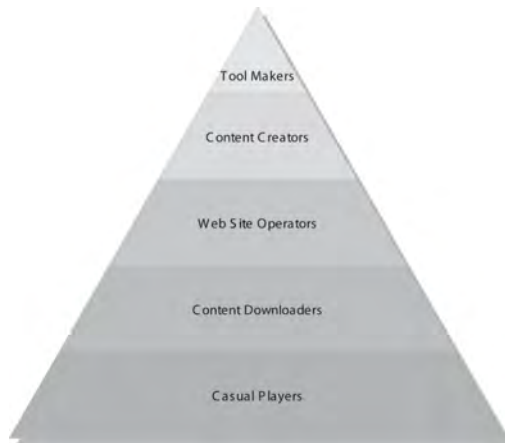 Tool Makers
Content Creators
Web Site Operators
Content Downloaders
Casual Players